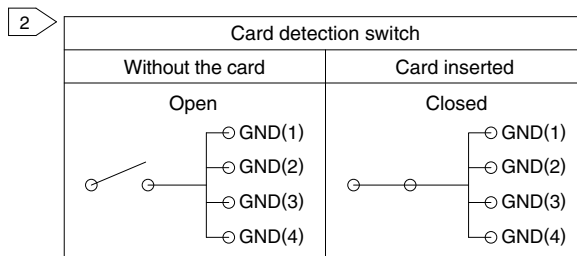 2
Card detection switch
Without the card
Card inserted
Open
Closed
GND(1)
GND(2)
GND(3)
GND(4)
GND(1)
GND(2)
GND(3)
GND(4)